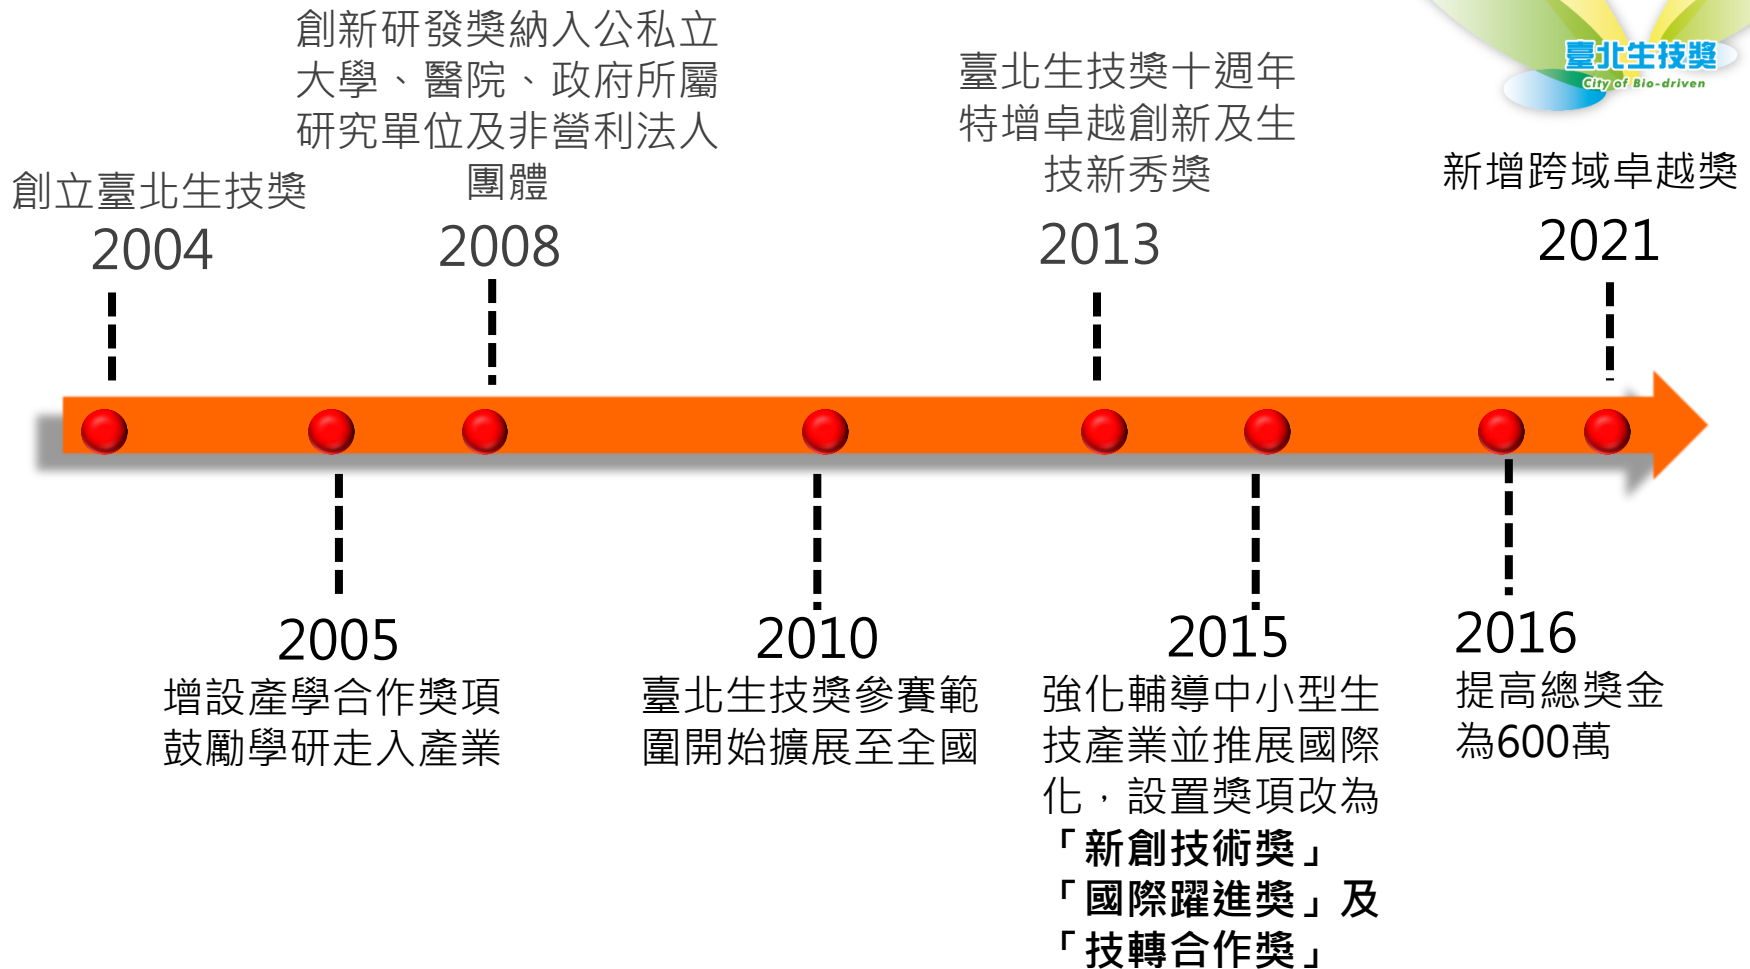 臺北生技獎
City of Bio-driven
創立臺北生技獎
2004
創新研發獎納入公私立
大學、醫院、政府所屬
研究單位及非營利法人
團體
2008
臺北生技獎十週年
特增卓越創新及生
技新秀獎
2013
新增跨域卓越獎
2021
2005
增設產學合作獎項
鼓勵學研走入產業
2010
臺北生技獎參賽範
圍開始擴展至全國
2015
強化輔導中小型生
技產業並推展國際
化，設置獎項改為
「新創技術獎」
「國際躍進獎」及
「技轉合作獎」
2016
提高總獎金
為600萬